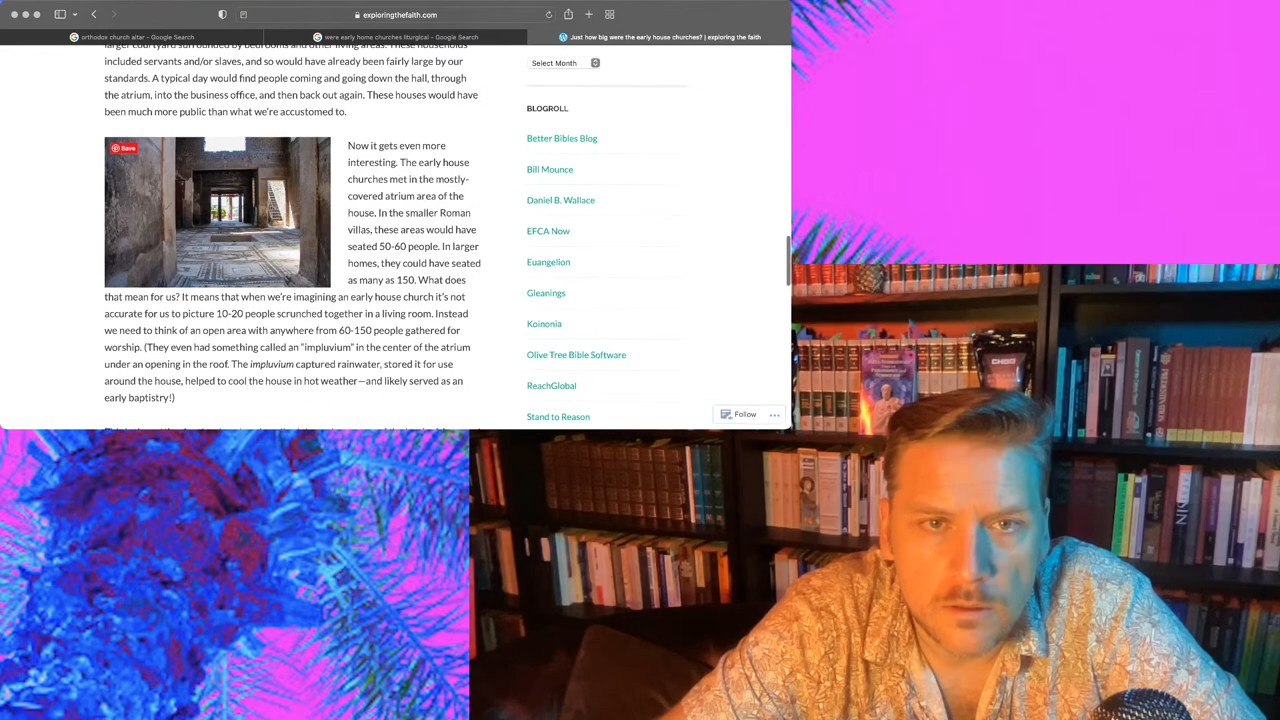 exploringthefaith.com
orthodox church altar - Google Search
were early home churches liturgical - Google Search
Just how big were the early house churches? | exploring the faith
larger courtyard surrounded by bedrooms and other living areas. These households
included servants and/or slaves, and so would have already been fairly large by our
standards. A typical day would find people coming and going down the hall, through
the atrium, into the business office, and then back out again. These houses would have
been much more public than what we're accustomed to.
Save
Now it gets even more
interesting. The early house
churches met in the mostly-
covered atrium area of the
house. In the smaller Roman
villas, these areas would have
seated 50-60 people. In larger
homes, they could have seated
as many as 150. What does
that mean for us? It means that when we're imagining an early house church it's not
accurate for us to picture 10-20 people scrunched together in a living room. Instead
we need to think of an open area with anywhere from 60-150 people gathered for
worship. (They even had something called an "impluvium" in the center of the atrium
under an opening in the roof. The impluvium captured rainwater, stored it for use
around the house, helped to cool the house in hot weather—and likely served as an
early baptistry!)
Select Month
BLOGROLL
Better Bibles Blog
Bill Mounce
Daniel B. Wallace
EFCA Now
Euangelion
Gleanings
Koinonia
Olive Tree Bible Software
ReachGlobal
Stand to Reason
Follow